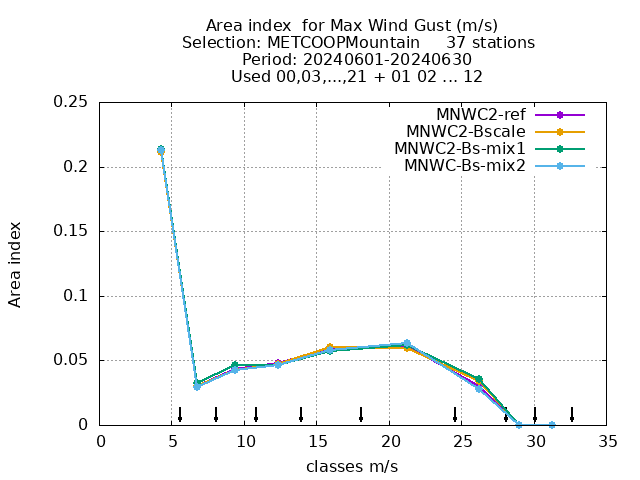 Area index  for Max Wind Gust (m/s)
Selection: METCOOPMountain     37 stations
Period: 20240601-20240630
Used 00,03,...,21 + 01 02 ... 12
MNWC2-ref
MNWC2-Bscale
MNWC2-Bs-mix1
MNWC-Bs-mix2
0.25
0.2
0.15
0.1
0.05
0
Area index
0 5 10 15 20 25 30 35
classes m/s